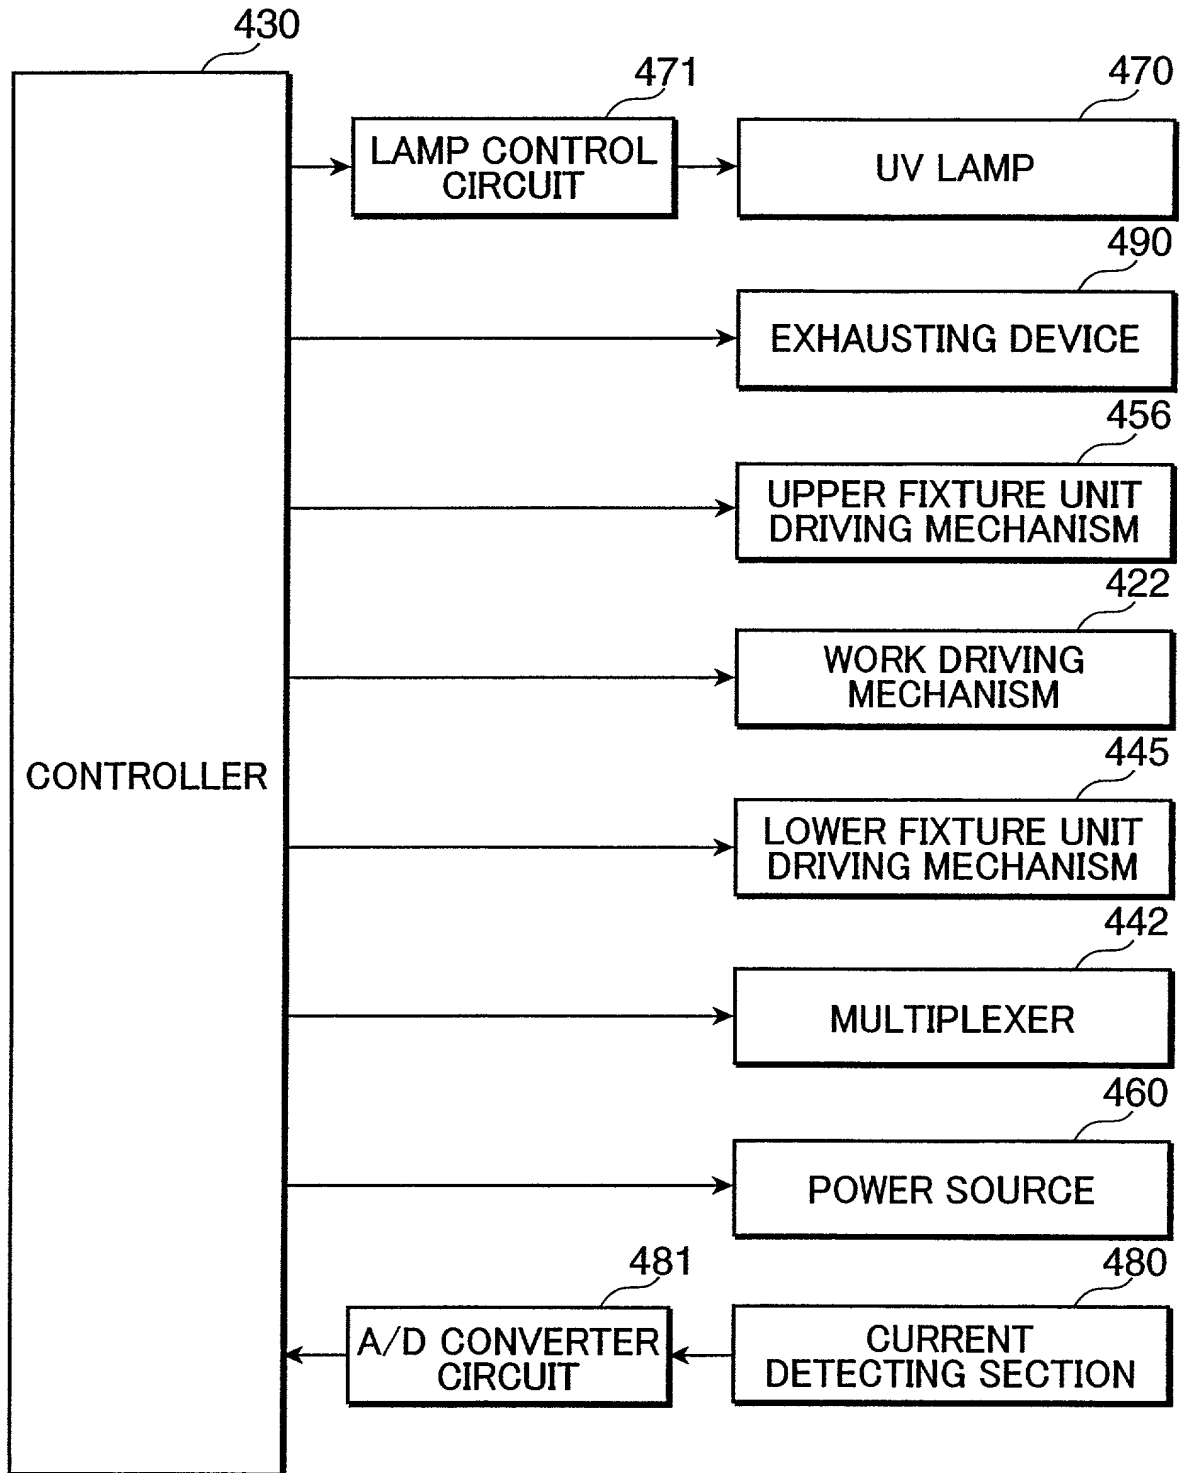 430
471
470
LAMP CONTROL
CIRCUIT
UV LAMP
490
EXHAUSTING DEVICE
456
UPPER FIXTURE UNIT
DRIVING MECHANISM
422
WORK DRIVING
MECHANISM
CONTROLLER
445
LOWER FIXTURE UNIT
DRIVING MECHANISM
442
MULTIPLEXER
460
POWER SOURCE
481
480
A/D CONVERTER
CIRCUIT
CURRENT
DETECTING SECTION